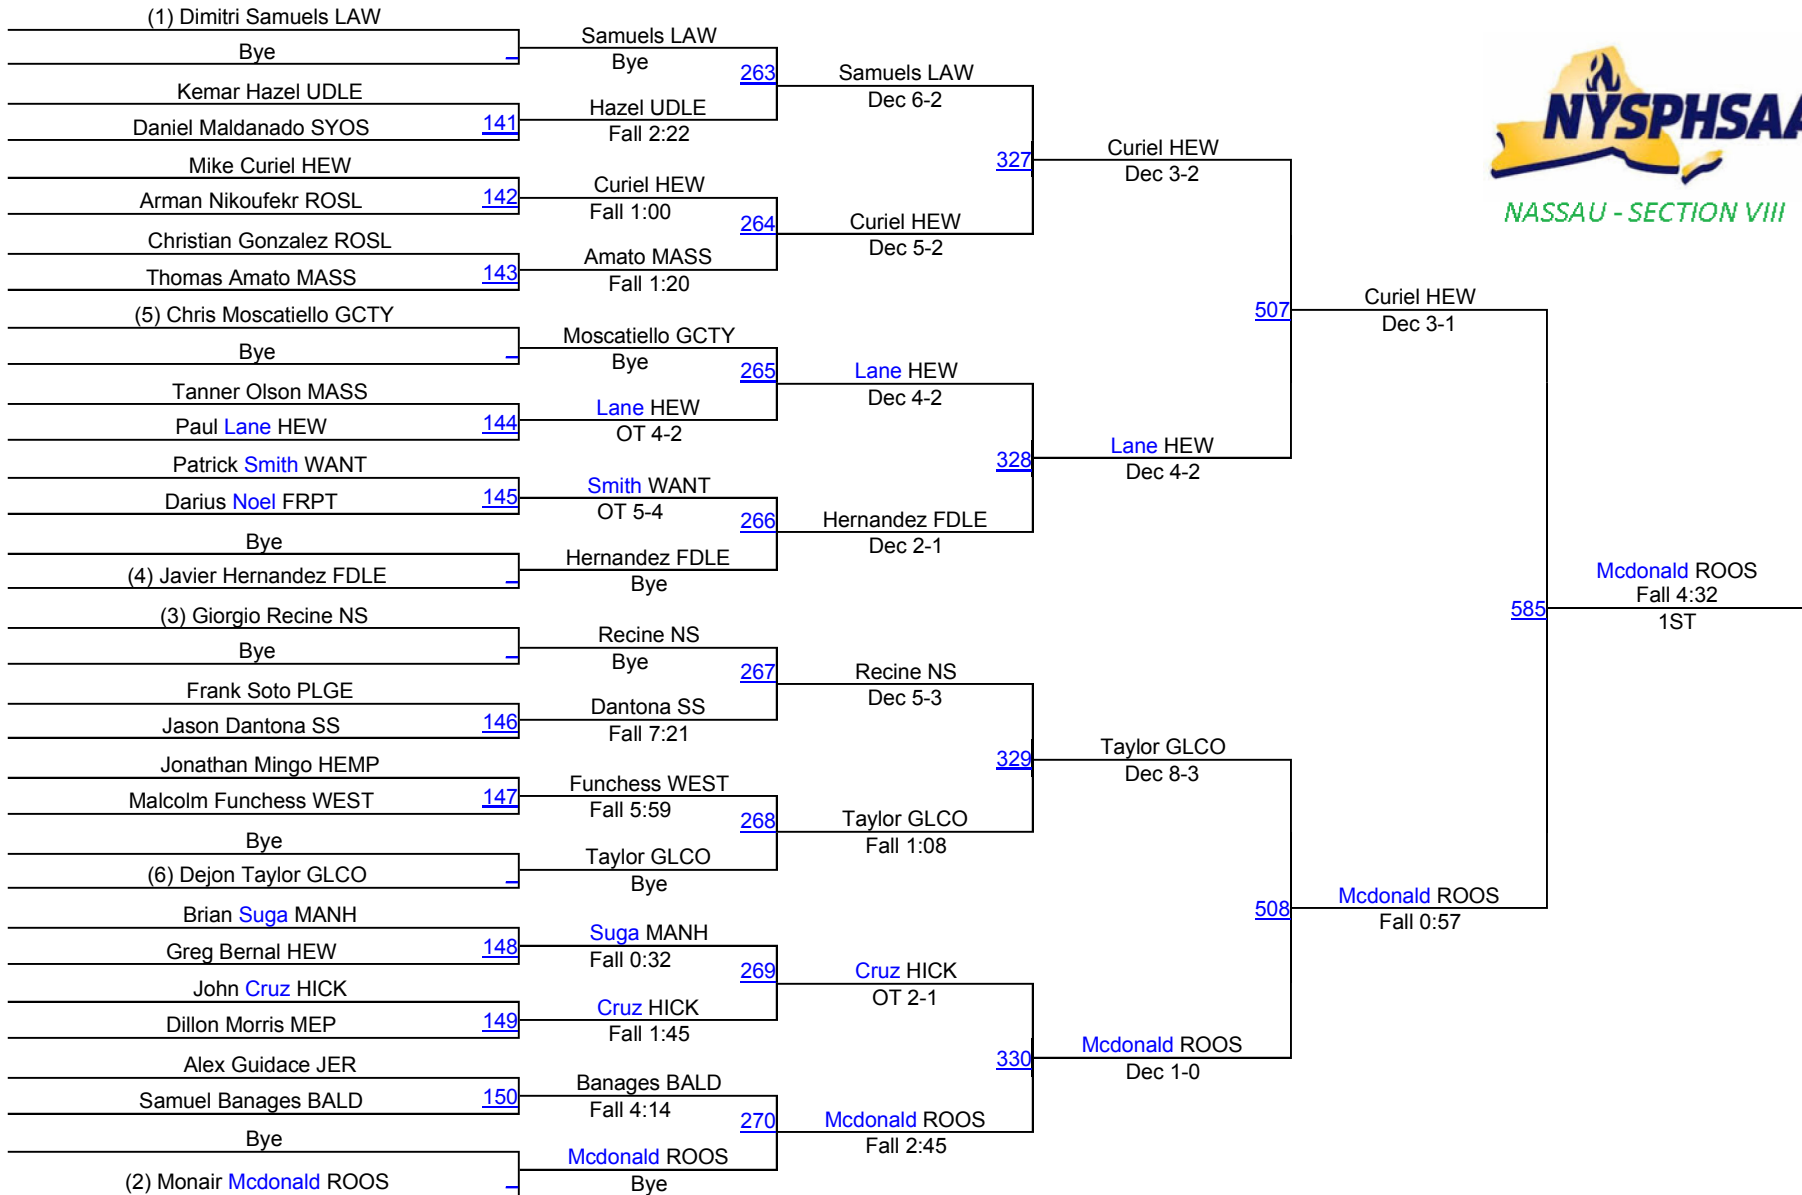 (1) Dimitri Samuels LAW
Bye
Kemar Hazel UDLE
Daniel Maldanado SYOS
141
Mike Curiel HEW
Arman Nikoufekr ROSL
142
Christian Gonzalez ROSL
Thomas Amato MASS
143
(5) Chris Moscatiello GCTY
Bye
Tanner Olson MASS
Paul Lane HEW
144
Patrick Smith WANT
Darius Noel FRPT
145
Bye
(4) Javier Hernandez FDLE
(3) Giorgio Recine NS
Bye
Frank Soto PLGE
Jason Dantona SS
146
Jonathan Mingo HEMP
Malcolm Funchess WEST
147
Bye
(6) Dejon Taylor GLCO
Brian Suga MANH
Greg Bernal HEW
148
John Cruz HICK
Dillon Morris MEP
149
Alex Guidace JER
Samuel Banages BALD
150
Bye
(2) Monair Mcdonald ROOS
Samuels LAW
Bye
263
Hazel UDLE
Fall 2:22
Curiel HEW
Fall 1:00
264
Amato MASS
Fall 1:20
Moscatiello GCTY
Bye
265
Lane HEW
OT 4-2
Smith WANT
OT 5-4
266
Hernandez FDLE
Bye
Recine NS
Bye
267
Dantona SS
Fall 7:21
Funchess WEST
Fall 5:59
268
Taylor GLCO
Bye
Suga MANH
Fall 0:32
269
Cruz HICK
Fall 1:45
Banages BALD
Fall 4:14
270
Mcdonald ROOS
Bye
Samuels LAW
Dec 6-2
327
Curiel HEW
Dec 5-2
Lane HEW
Dec 4-2
328
Hernandez FDLE
Dec 2-1
Recine NS
Dec 5-3
329
Taylor GLCO
Fall 1:08
Cruz HICK
OT 2-1
330
Mcdonald ROOS
Fall 2:45
Curiel HEW
Dec 3-2
507
Lane HEW
Dec 4-2
Taylor GLCO
Dec 8-3
508
Mcdonald ROOS
Dec 1-0
Curiel HEW
Dec 3-1
585
Mcdonald ROOS
Fall 0:57
Mcdonald ROOS
Fall 4:32
1ST
NYSPHSAA
NASSAU - SECTION VIII